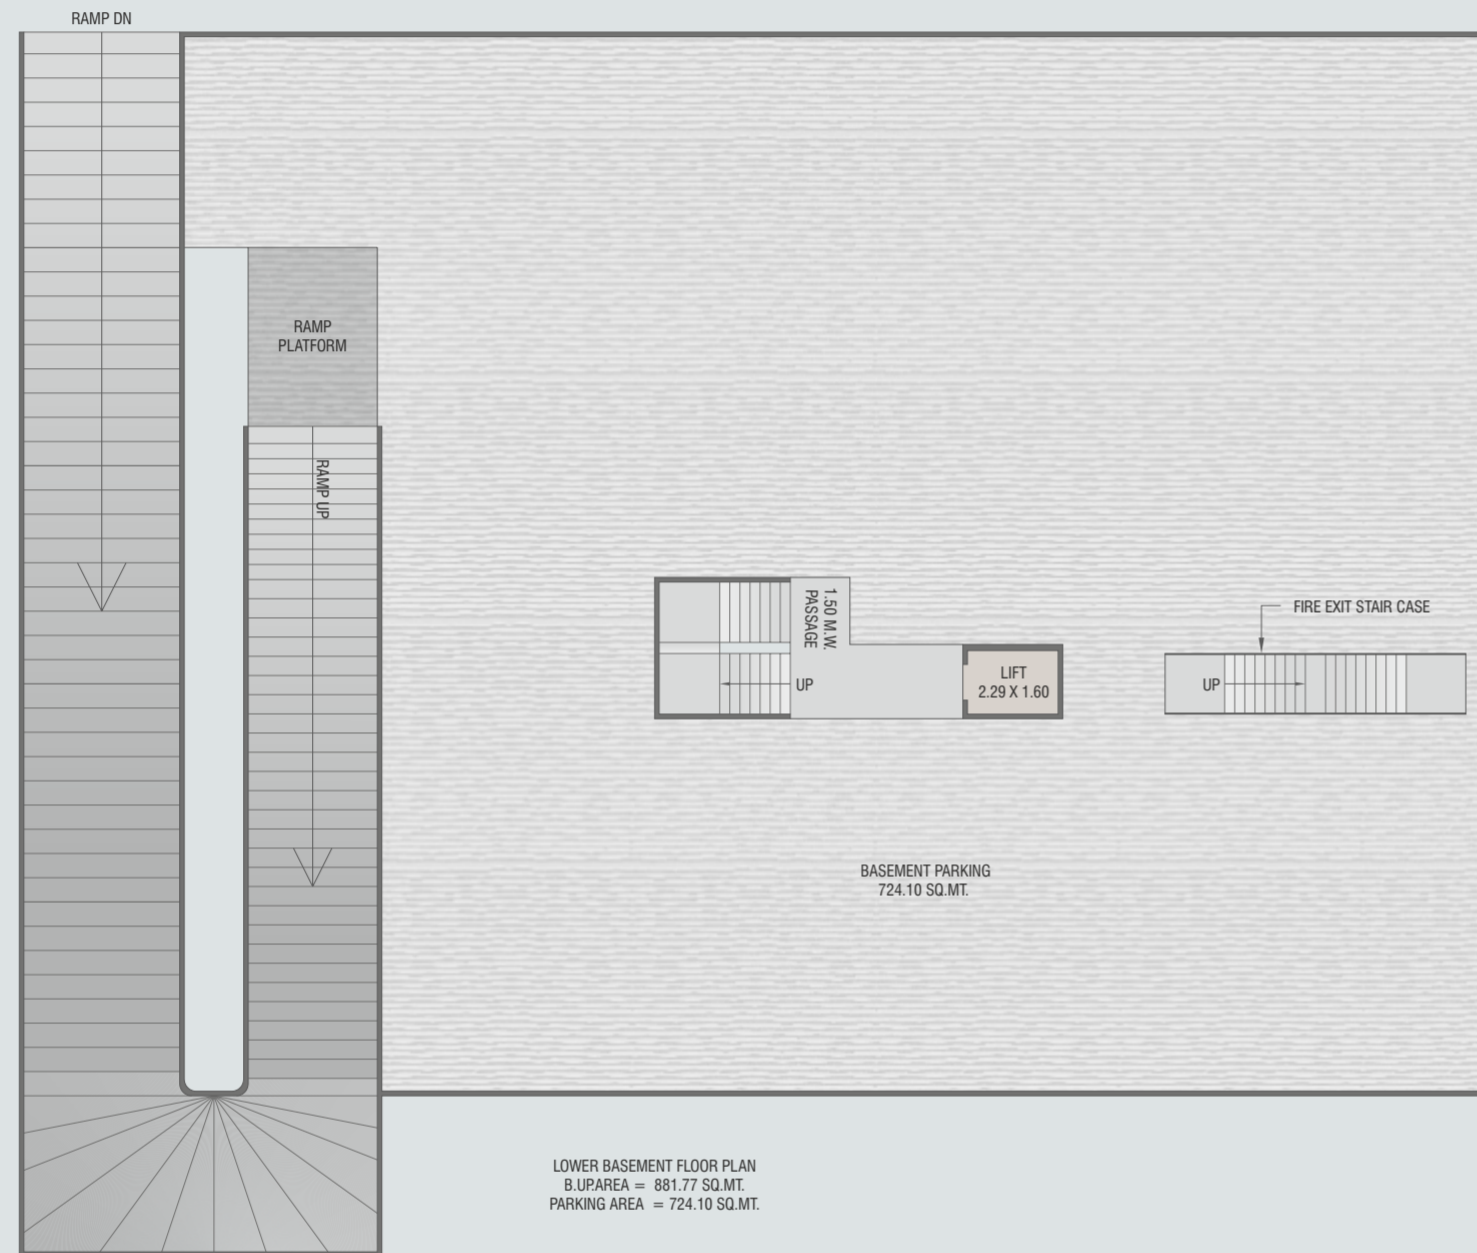 RAMP DN
RAMP
PLATFORM
RAMP UP
1.50 M.W.
PASSAGE
UP
LIFT
2.29 X 1.60
FIRE EXIT STAIR CASE
UP
BASEMENT PARKING
724.10 SQ.MT.
LOWER BASEMENT FLOOR PLAN
B.UP.AREA = 881.77 SQ.MT.
PARKING AREA = 724.10 SQ.MT.